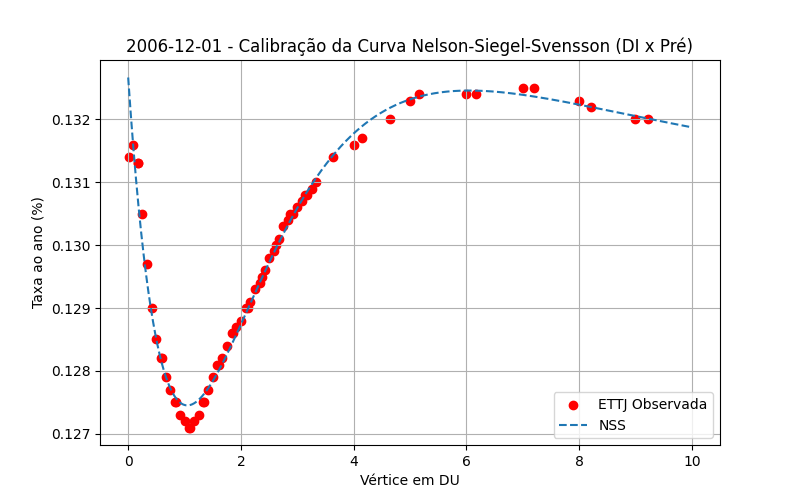 2006-12-01 - Calibração da Curva Nelson-Siegel-Svensson (DI x Pré)
Taxa ao ano (%)
0.132
0.131
0.130
0.129
0.128
0.127
ETTJ Observada
NSS
0 2 4 6 8 10
Vértice em DU